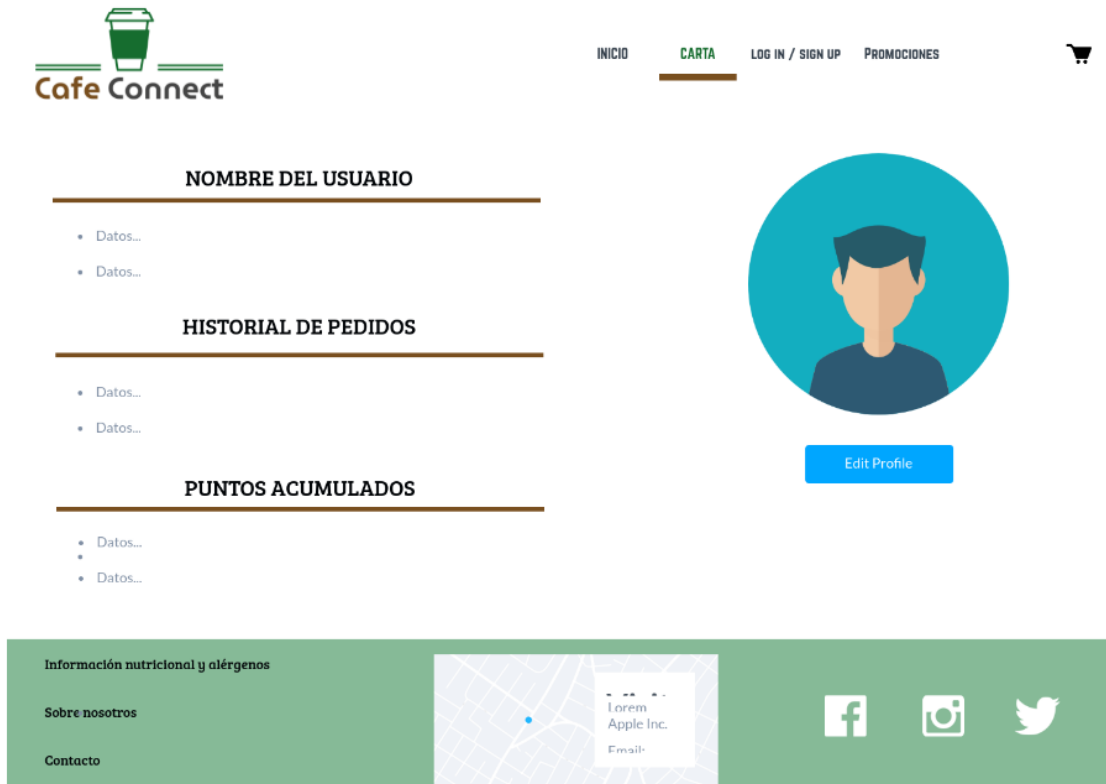 Cafe Connect
INICIO CARTA LOG IN / SIGN UP PROMOCIONES
NOMBRE DEL USUARIO
Datos...
Datos...
HISTORIAL DE PEDIDOS
Datos...
Datos...
PUNTOS ACUMULADOS
Datos...
Datos...
Edit Profile
Información nutricional y alérgenos
Sobre nosotros
Contacto
Lorem
Apple Inc.
Email: